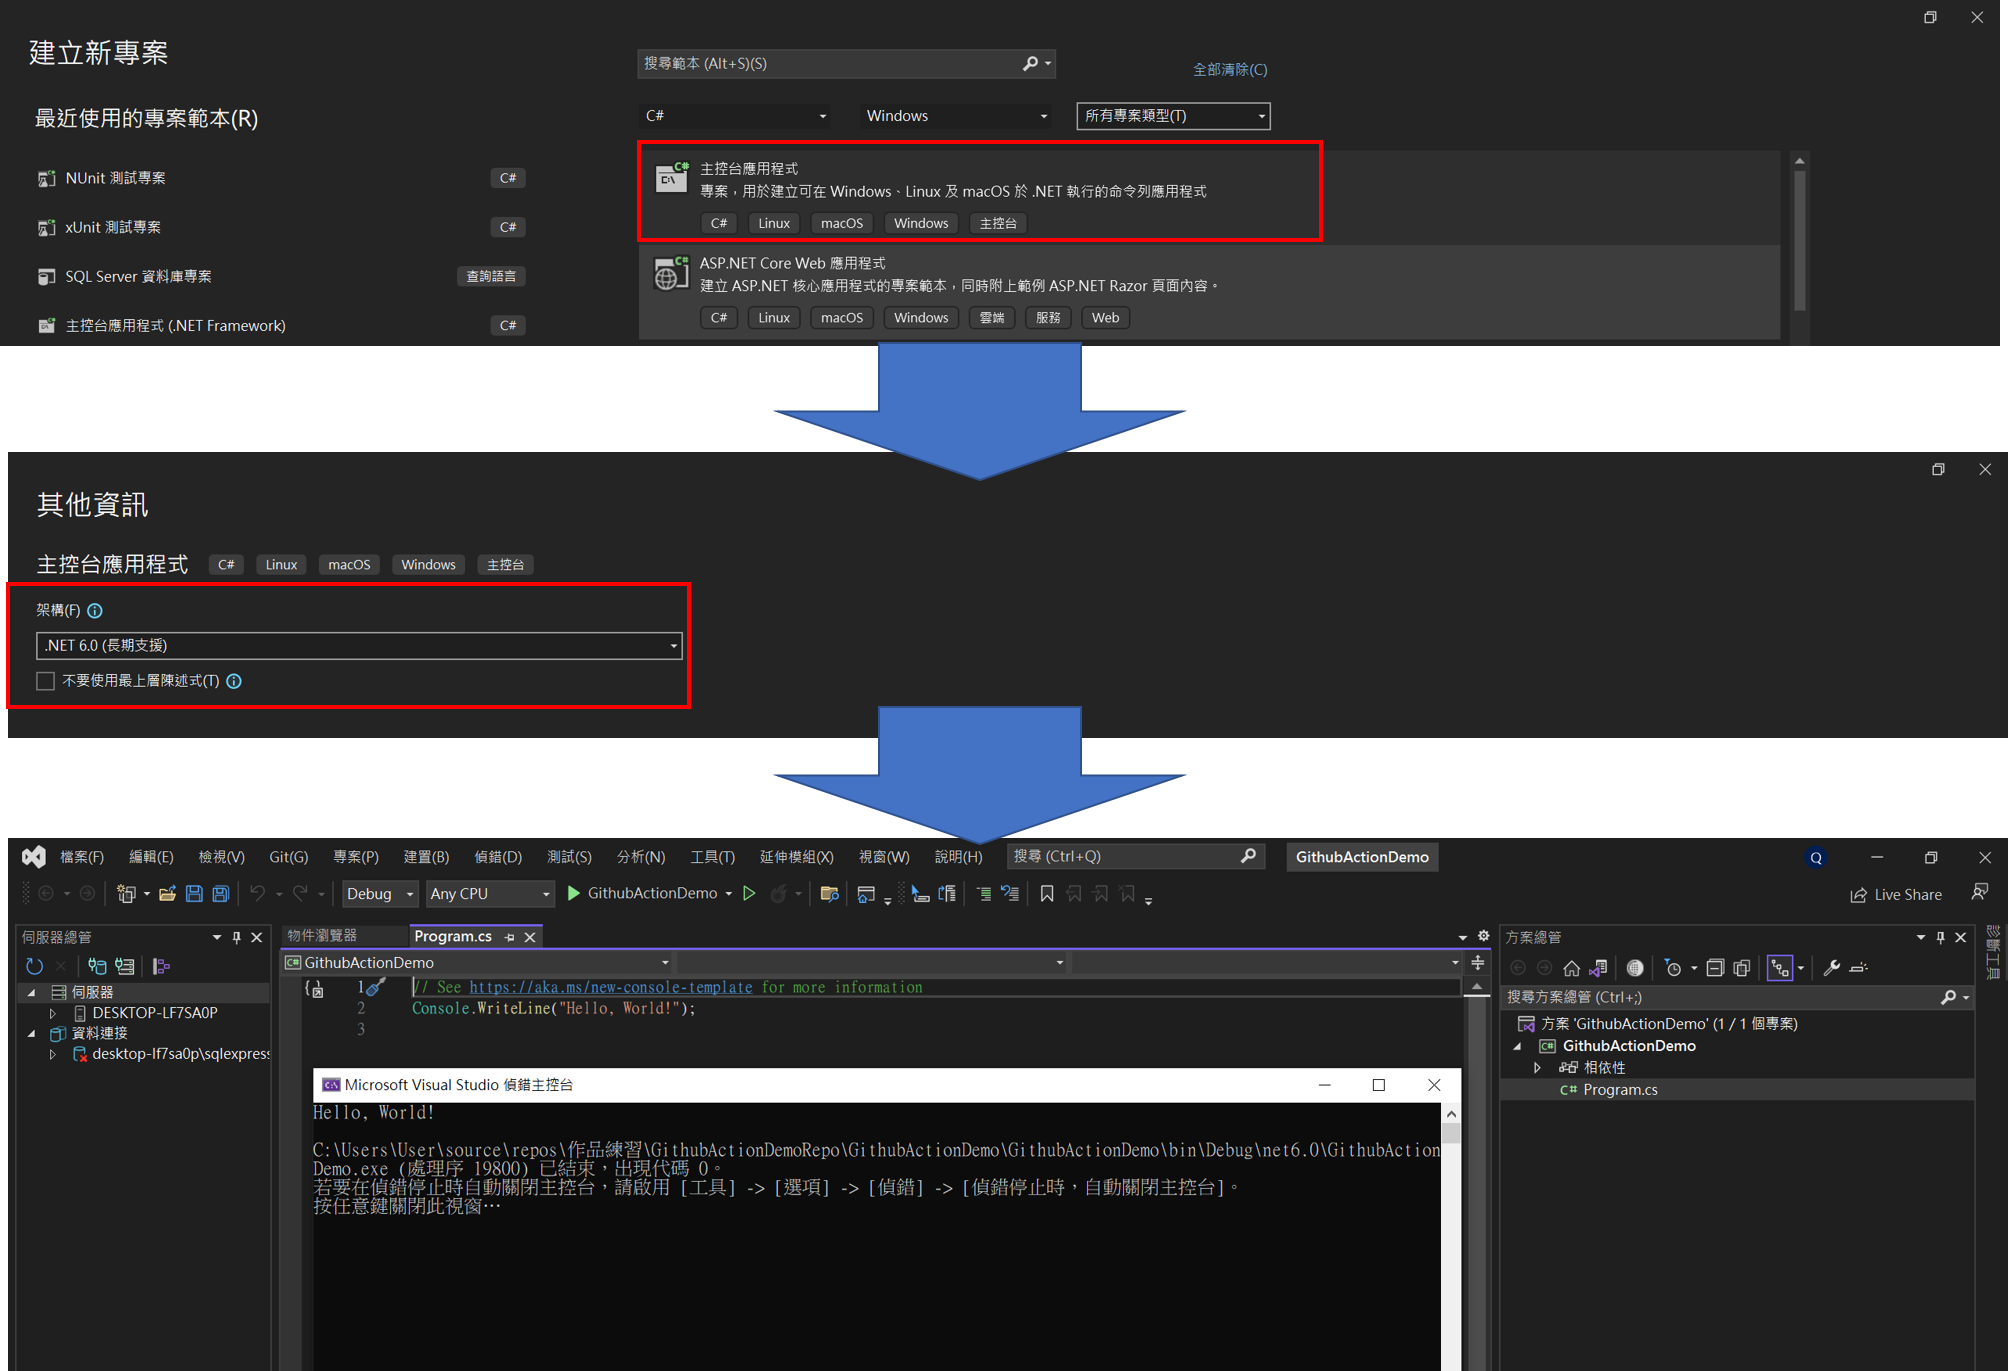 建立新專案
最近使用的專案範本(R)
NUnit 測試專案 C#
xUnit 測試專案 C#
SQL Server 資料庫專案 查詢語言
主控台應用程式 (.NET Framework) C#
搜尋範本 (Alt+S)(S)
全部清除(C)
C# Windows 所有專案類型(T)
主控台應用程式
專案，用於建立可在 Windows、Linux 及 macOS 於 .NET 執行的命令列應用程式
C# Linux macOS Windows 主控台
ASP.NET Core Web 應用程式
建立 ASP.NET 核心應用程式的專案範本，同時附上範例 ASP.NET Razor 頁面內容。
C# Linux macOS Windows 雲端 服務 Web
其他資訊
主控台應用程式 C# Linux macOS Windows 主控台
架構(F)
.NET 6.0 (長期支援)
不要使用最上層陳述式(T)
檔案(F) 編輯(E) 檢視(V) Git(G) 專案(P) 建置(B) 偵錯(D) 測試(S) 分析(N) 工具(T) 延伸模組(X) 視窗(W) 說明(H) 搜尋 (Ctrl+Q) GithubActionDemo Q
Debug Any CPU GithubActionDemo Live Share
伺服器總管
伺服器
DESKTOP-LF7SA0P
資料連接
desktop-lf7sa0p\sqlexpress
物件瀏覽器 Program.cs
C# GithubActionDemo
1 // See https://aka.ms/new-console-template for more information
2 Console.WriteLine("Hello, World!");
3
C:\ Microsoft Visual Studio 偵錯主控台
Hello, World!
C:\Users\User\source\repos\作品練習\GithubActionDemoRepo\GithubActionDemo\GithubActionDemo\bin\Debug\net6.0\GithubAction
Demo.exe (處理序 19800) 已結束，出現代碼 0。
若要在偵錯停止時自動關閉主控台，請啟用 [工具] -> [選項] -> [偵錯] -> [偵錯停止時，自動關閉主控台]。
按任意鍵關閉此視窗…
方案總管
搜尋方案總管 (Ctrl+;)
方案 'GithubActionDemo' (1 / 1 個專案)
C# GithubActionDemo
相依性
C# Program.cs
診斷工具